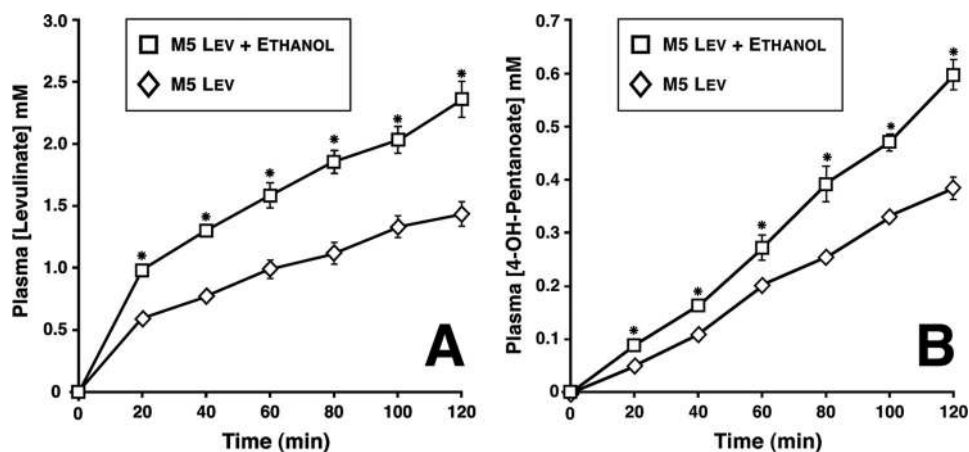 3.0
2.5
2.0
1.5
1.0
0.5
0
Plasma [Levulinate] mM
M5 LEV + ETHANOL
M5 LEV
*
*
*
*
*
*
A
0 20 40 60 80 100 120
Time (min)
0.7
0.6
0.5
0.4
0.3
0.2
0.1
0
Plasma [4-OH-Pentanoate] mM
M5 LEV + ETHANOL
M5 LEV
*
*
*
*
*
*
B
0 20 40 60 80 100 120
Time (min)